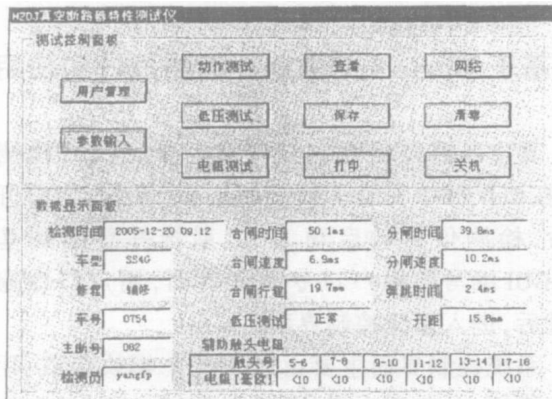 HZDJ真空断路器特性测试仪
测试控制面板
动作测试 查看 网络
用户管理
低压测试 保存 清零
参数输入
电阻测试 打印 关机
数据显示面板
检测时间 2005-12-20 09.12 合闸时间 50.1ms 分闸时间 39.8ms
车型 SS4G 合闸速度 6.9ms 分闸速度 10.2ms
修程 辅修 合闸行程 19.7mm 弹跳时间 2.4ms
车号 0754 低压测试 正常 开距 15.8mm
主断号 002 辅助触头电阻
触头号 5-6 7-8 9-10 11-12 13-14 17-18
检测员 yangfp 电阻[毫欧] <10 <10 <10 <10 <10 <10